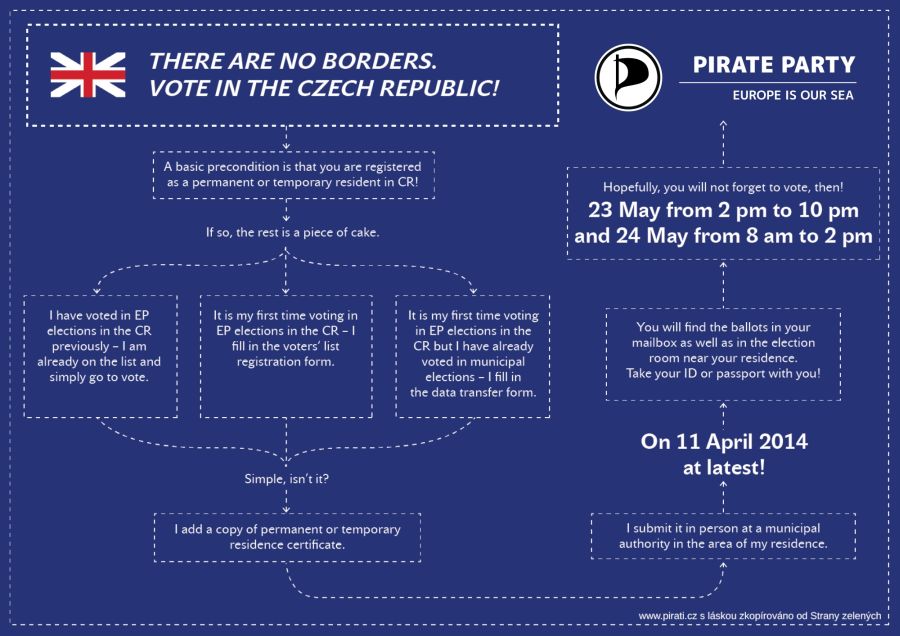 THERE ARE NO BORDERS.
VOTE IN THE CZECH REPUBLIC!
PIRATE PARTY
EUROPE IS OUR SEA
A basic precondition is that you are registered
as a permanent or temporary resident in CR!
If so, the rest is a piece of cake.
I have voted in EP
elections in the CR
previously – I am
already on the list and
simply go to vote.
It is my first time voting in
EP elections in the CR – I
fill in the voters’ list
registration form.
It is my first time voting
in EP elections in the
CR but I have already
voted in municipal
elections – I fill in
the data transfer form.
Simple, isn’t it?
I add a copy of permanent or temporary
residence certificate.
I submit it in person at a municipal
authority in the area of my residence.
On 11 April 2014
at latest!
You will find the ballots in your
mailbox as well as in the election
room near your residence.
Take your ID or passport with you!
Hopefully, you will not forget to vote, then!
23 May from 2 pm to 10 pm
and 24 May from 8 am to 2 pm
www.pirati.cz s láskou zkopírováno od Strany zelených